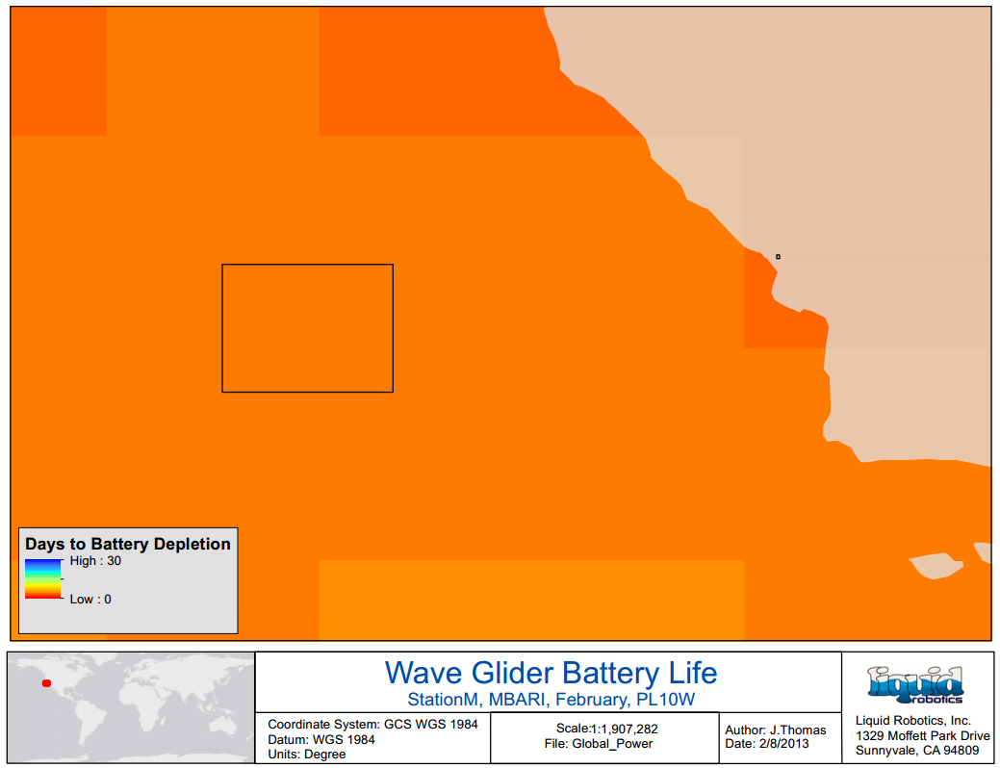 Days to Battery Depletion
High : 30
Low : 0
Wave Glider Battery Life
StationM, MBARI, February, PL10W
Coordinate System: GCS WGS 1984
Datum: WGS 1984
Units: Degree
Scale:1:1,907,282
File: Global_Power
Author: J.Thomas
Date: 2/8/2013
liquid
robotics
Liquid Robotics, Inc.
1329 Moffett Park Drive
Sunnyvale, CA 94809